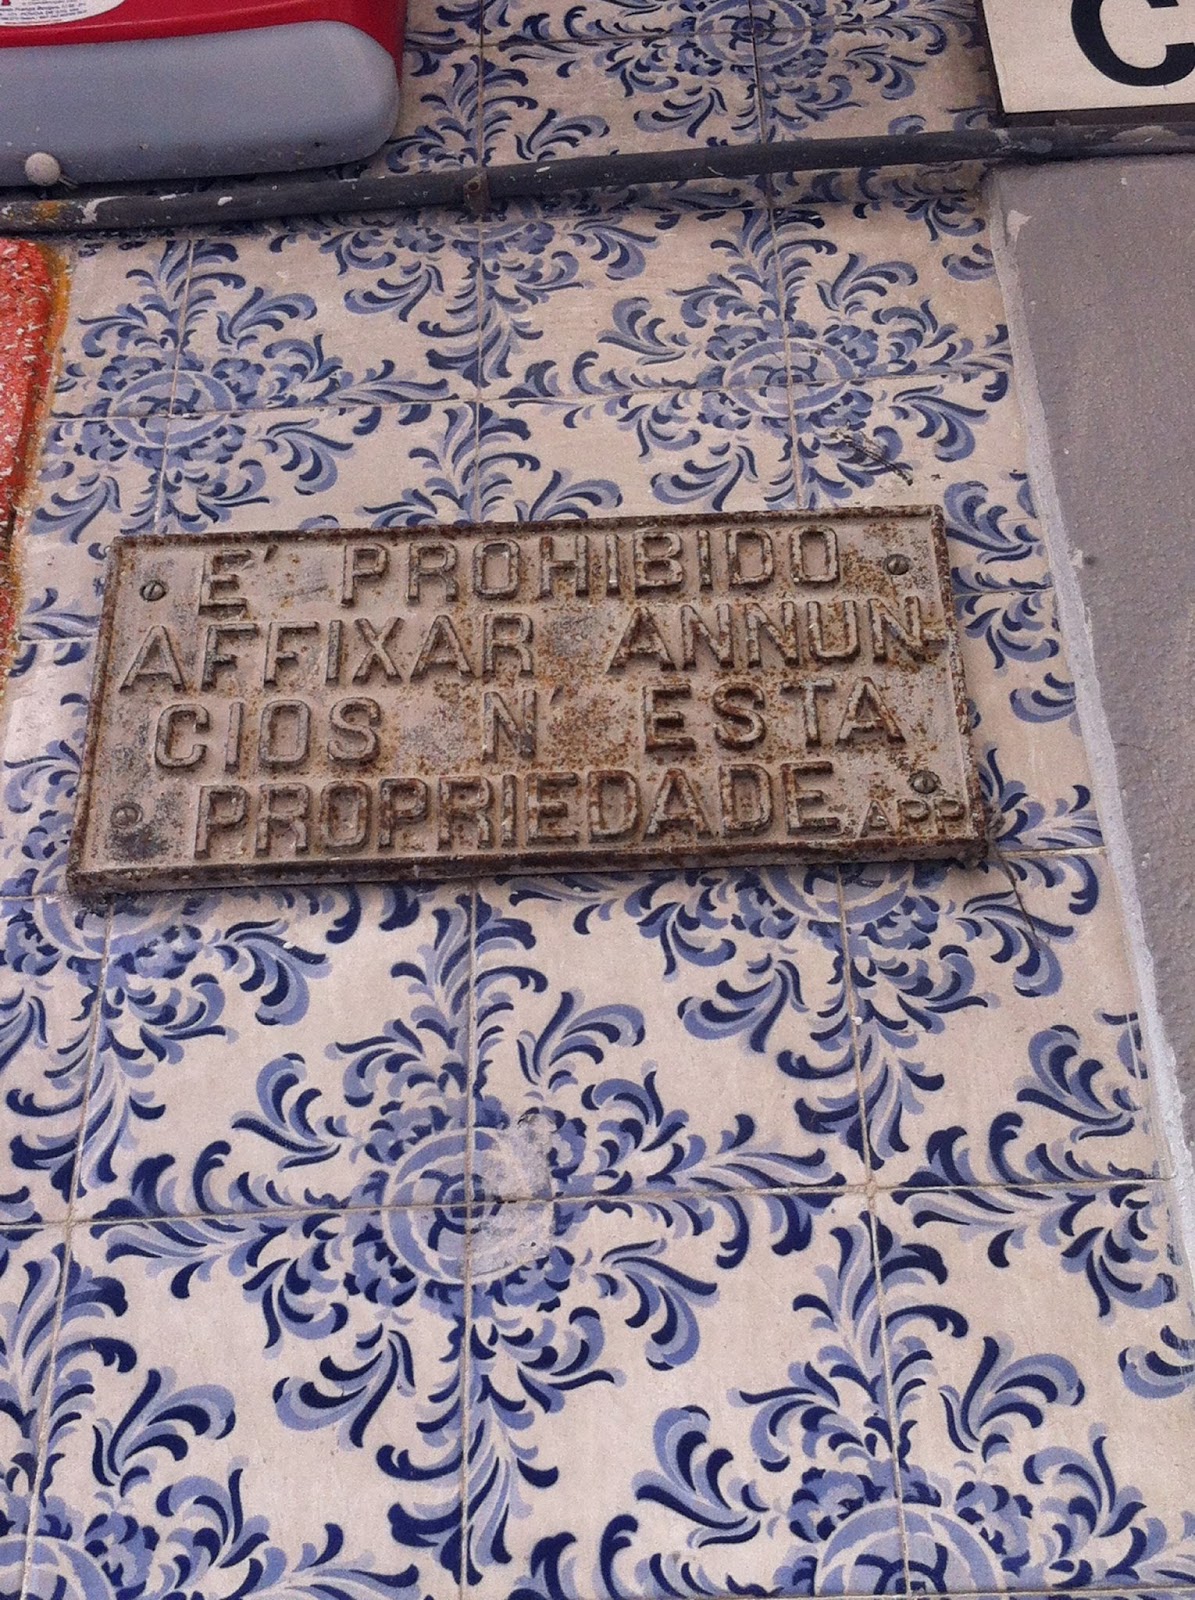 C
E' PROHIBIDO
AFFIXAR ANNUN-
CIOS N' ESTA
PROPRIEDADE APP